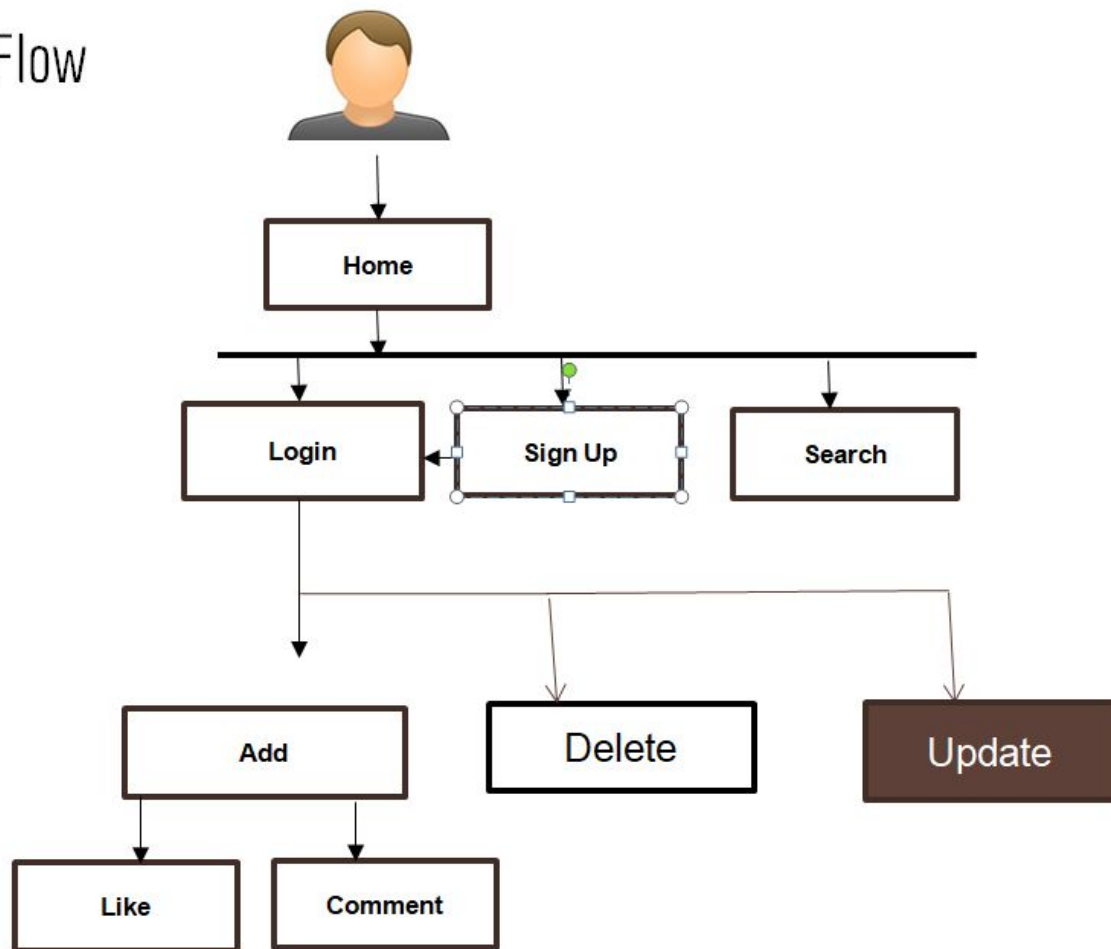 Flow
Home
Login
Sign Up
Search
Add
Delete
Update
Like
Comment